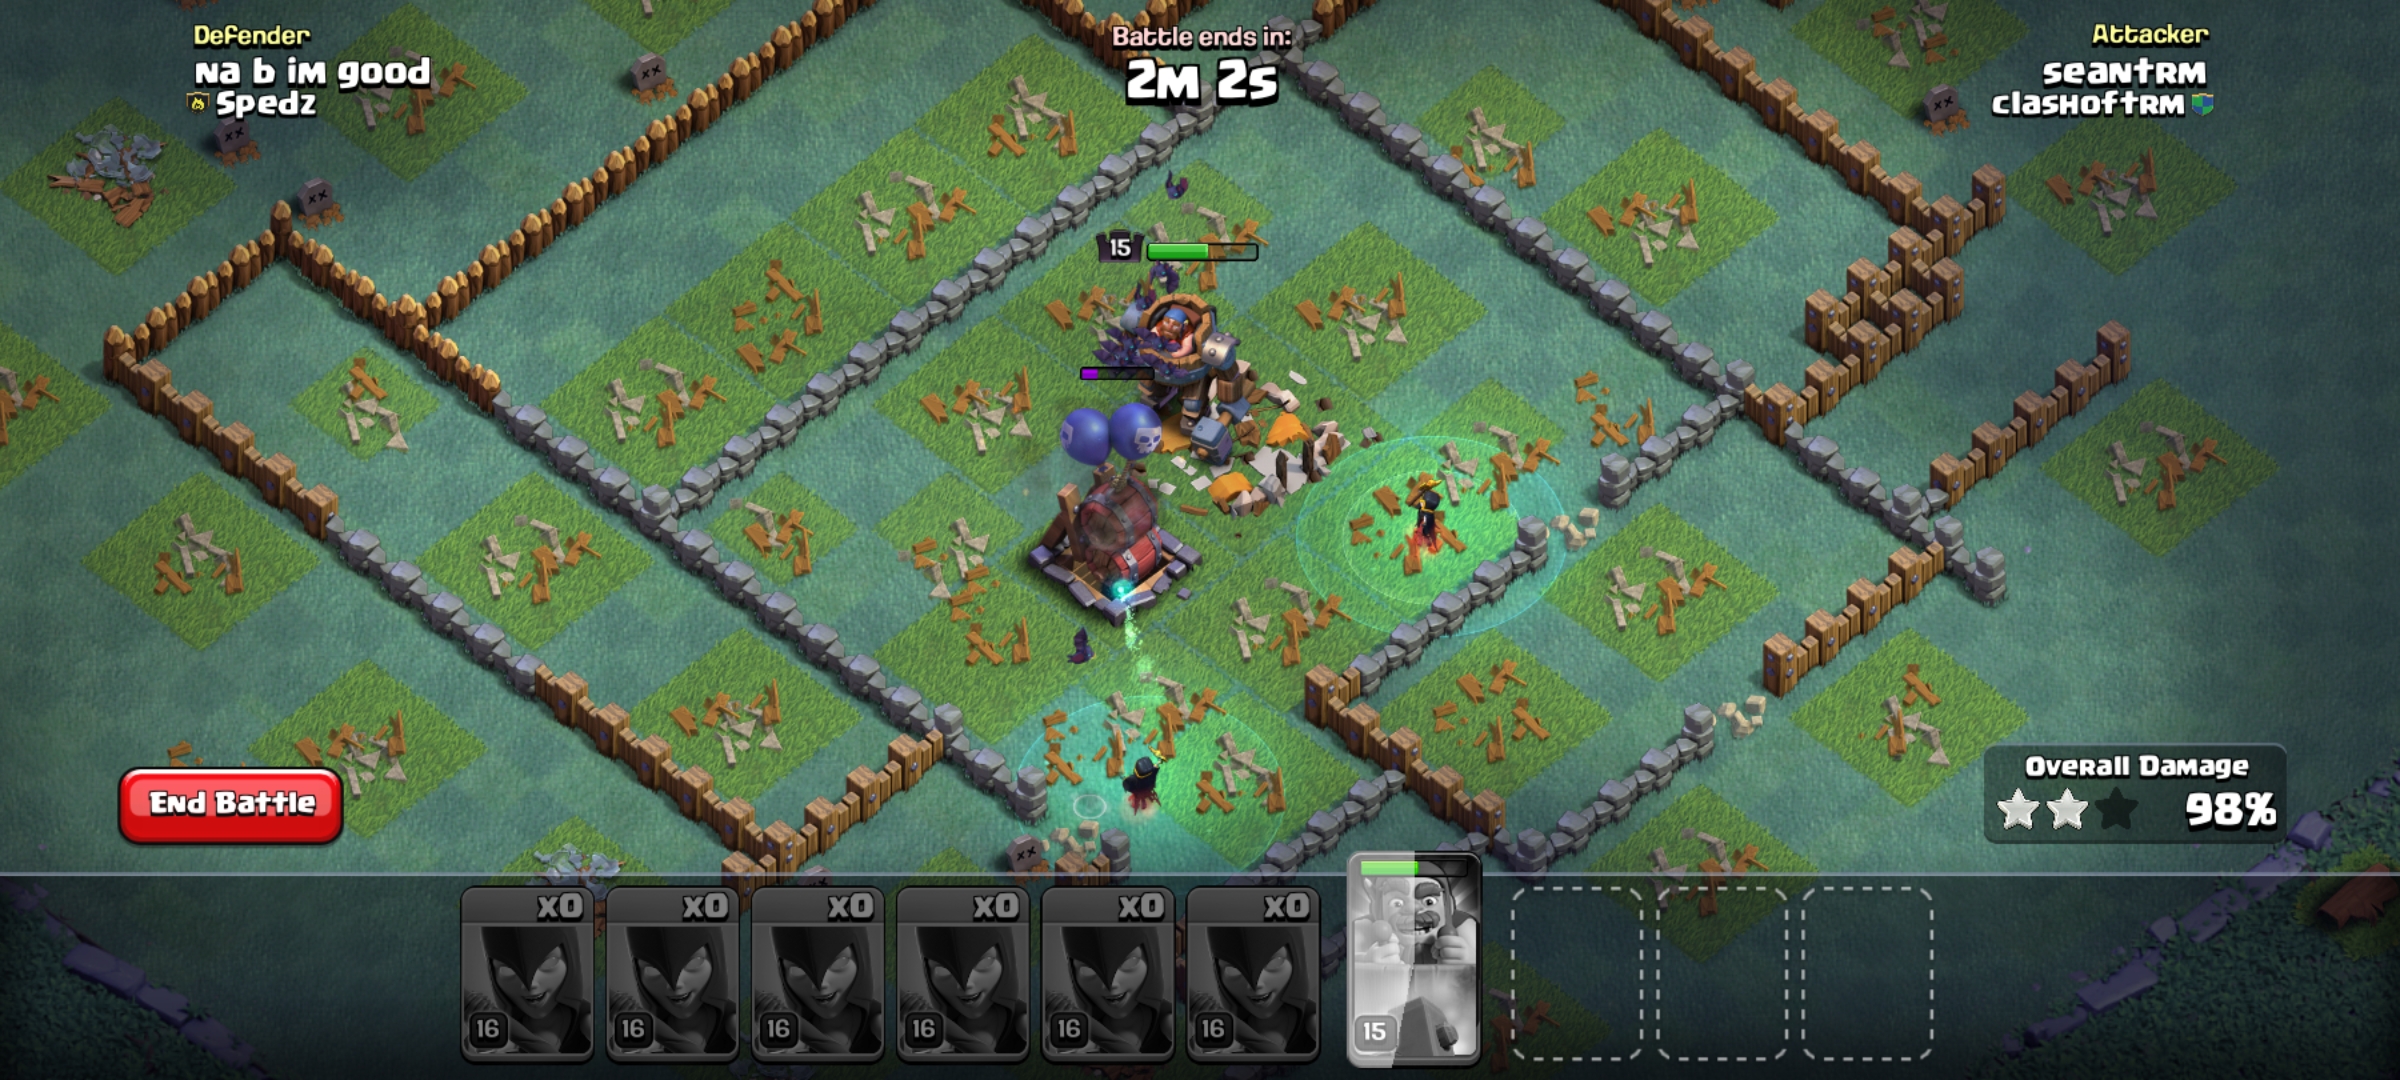 Defender
Na b im good
Spedz
Battle ends in:
2M 2s
Attacker
seantRM
clashoftRM
15
End Battle
Overall Damage
98%
x0
x0
x0
x0
x0
x0
16
16
16
16
16
16
15